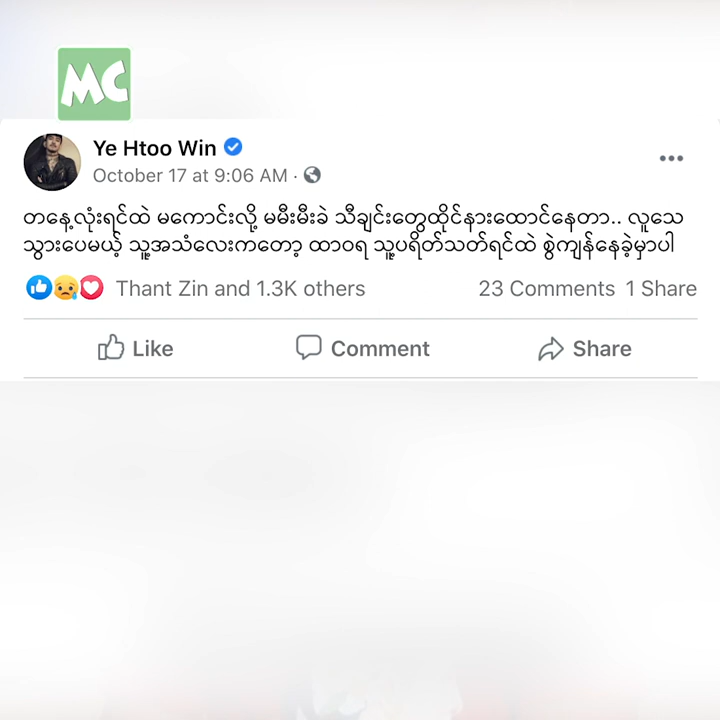 MC
Ye Htoo Win
October 17 at 9:06 AM ·
တနေ့လုံးရင်ထဲ မကောင်းလို့ မမီးမီးခဲ သီချင်းတွေထိုင်နားထောင်နေတာ.. လူသေ
သွားပေမယ့် သူ့အသံလေးကတော့ ထာဝရ သူ့ပရိတ်သတ်ရင်ထဲ စွဲကျန်နေခဲ့မှာပါ
Thant Zin and 1.3K others 23 Comments 1 Share
Like Comment Share